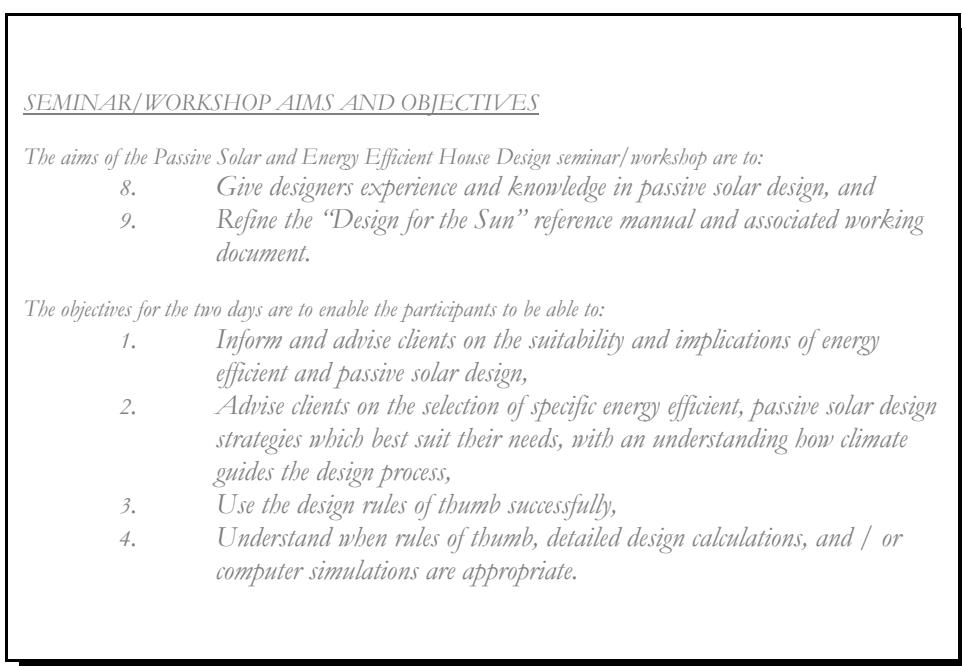 SEMINAR/WORKSHOP AIMS AND OBJECTIVES
The aims of the Passive Solar and Energy Efficient House Design seminar/workshop are to:
8. Give designers experience and knowledge in passive solar design, and
9. Refine the “Design for the Sun” reference manual and associated working
document.
The objectives for the two days are to enable the participants to be able to:
1. Inform and advise clients on the suitability and implications of energy
efficient and passive solar design,
2. Advise clients on the selection of specific energy efficient, passive solar design
strategies which best suit their needs, with an understanding how climate
guides the design process,
3. Use the design rules of thumb successfully,
4. Understand when rules of thumb, detailed design calculations, and / or
computer simulations are appropriate.